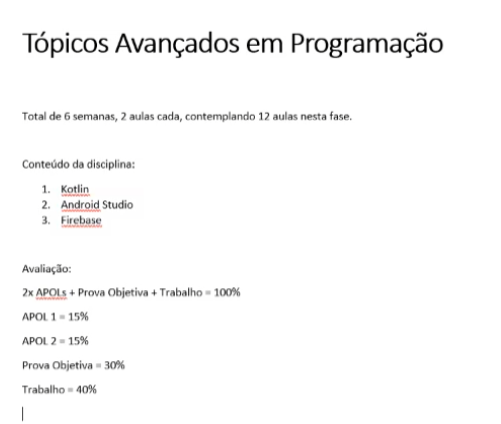 Tópicos Avançados em Programação
Total de 6 semanas, 2 aulas cada, contemplando 12 aulas nesta fase.
Conteúdo da disciplina:
1. Kotlin
2. Android Studio
3. Firebase
Avaliação:
2x APOLs + Prova Objetiva + Trabalho = 100%
APOL 1 = 15%
APOL 2 = 15%
Prova Objetiva = 30%
Trabalho = 40%